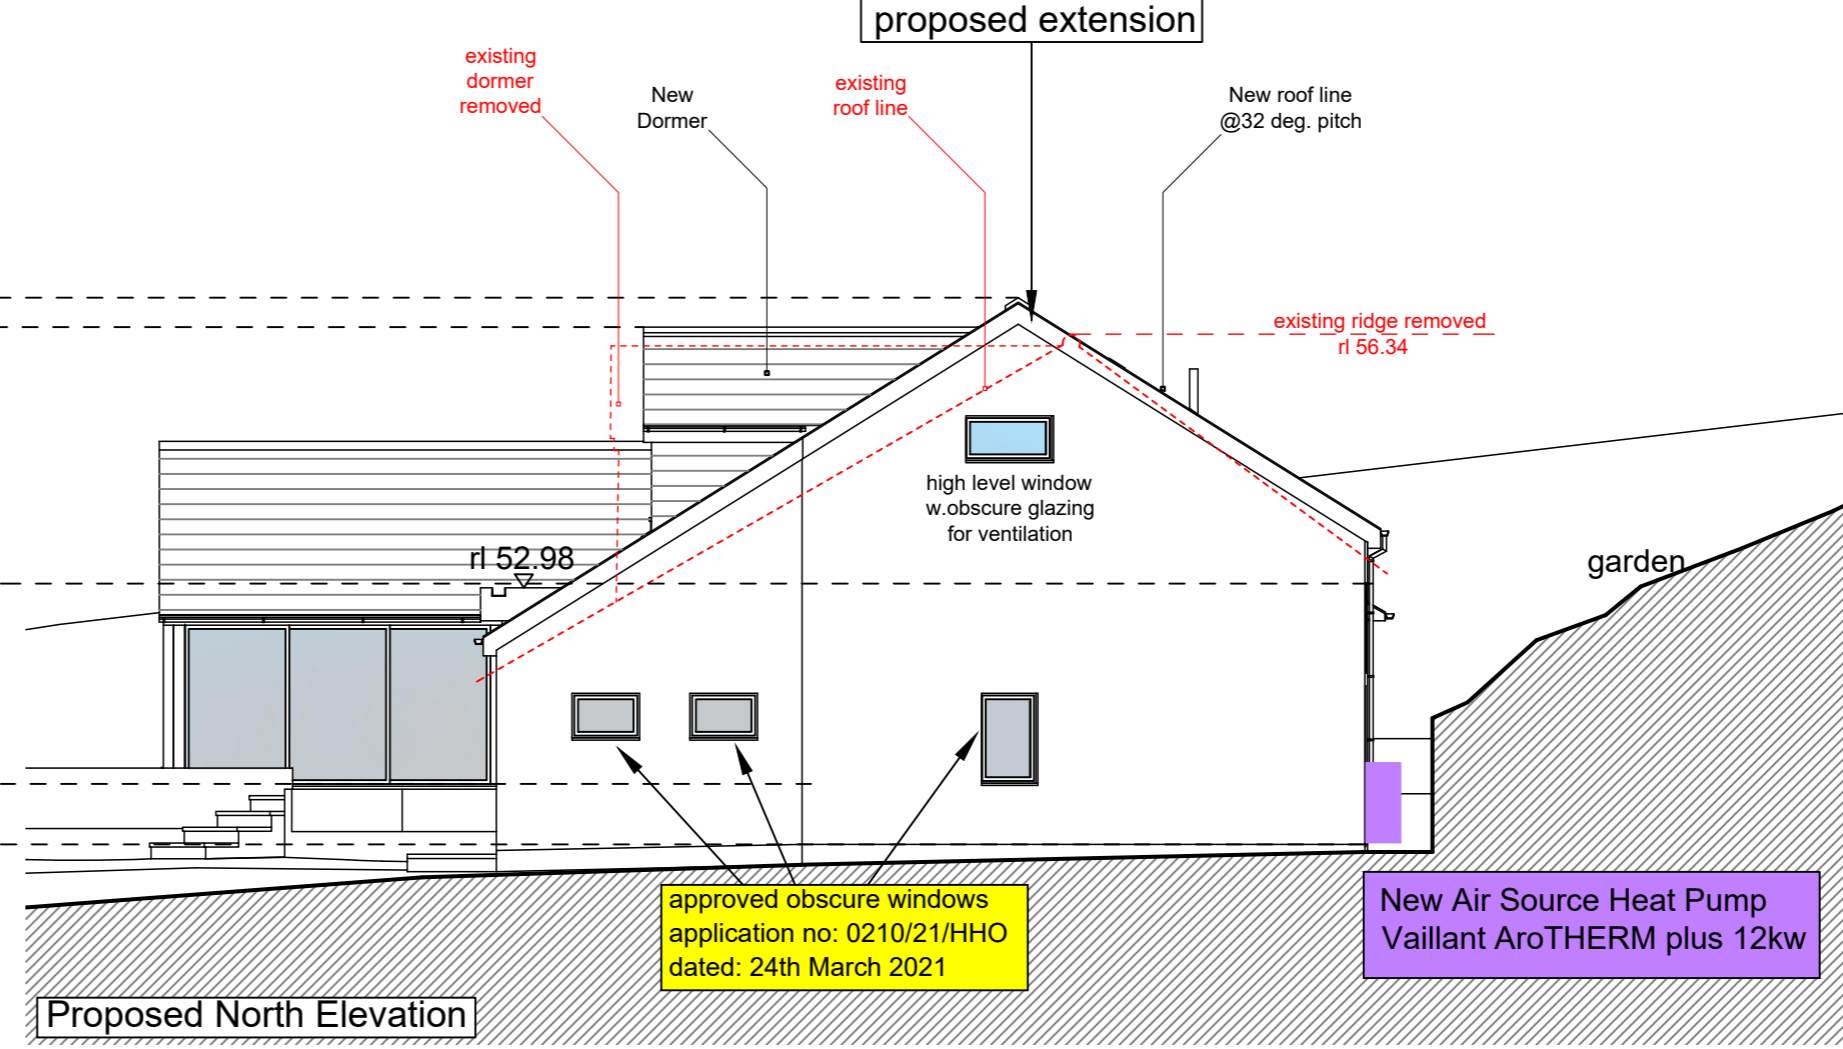 proposed extension
existing
dormer
removed
New
Dormer
existing
roof line
New roof line
@32 deg. pitch
existing ridge removed
rl 56.34
high level window
w.obscure glazing
for ventilation
rl 52.98
garden
approved obscure windows
application no: 0210/21/HHO
dated: 24th March 2021
New Air Source Heat Pump
Vaillant AroTHERM plus 12kw
Proposed North Elevation